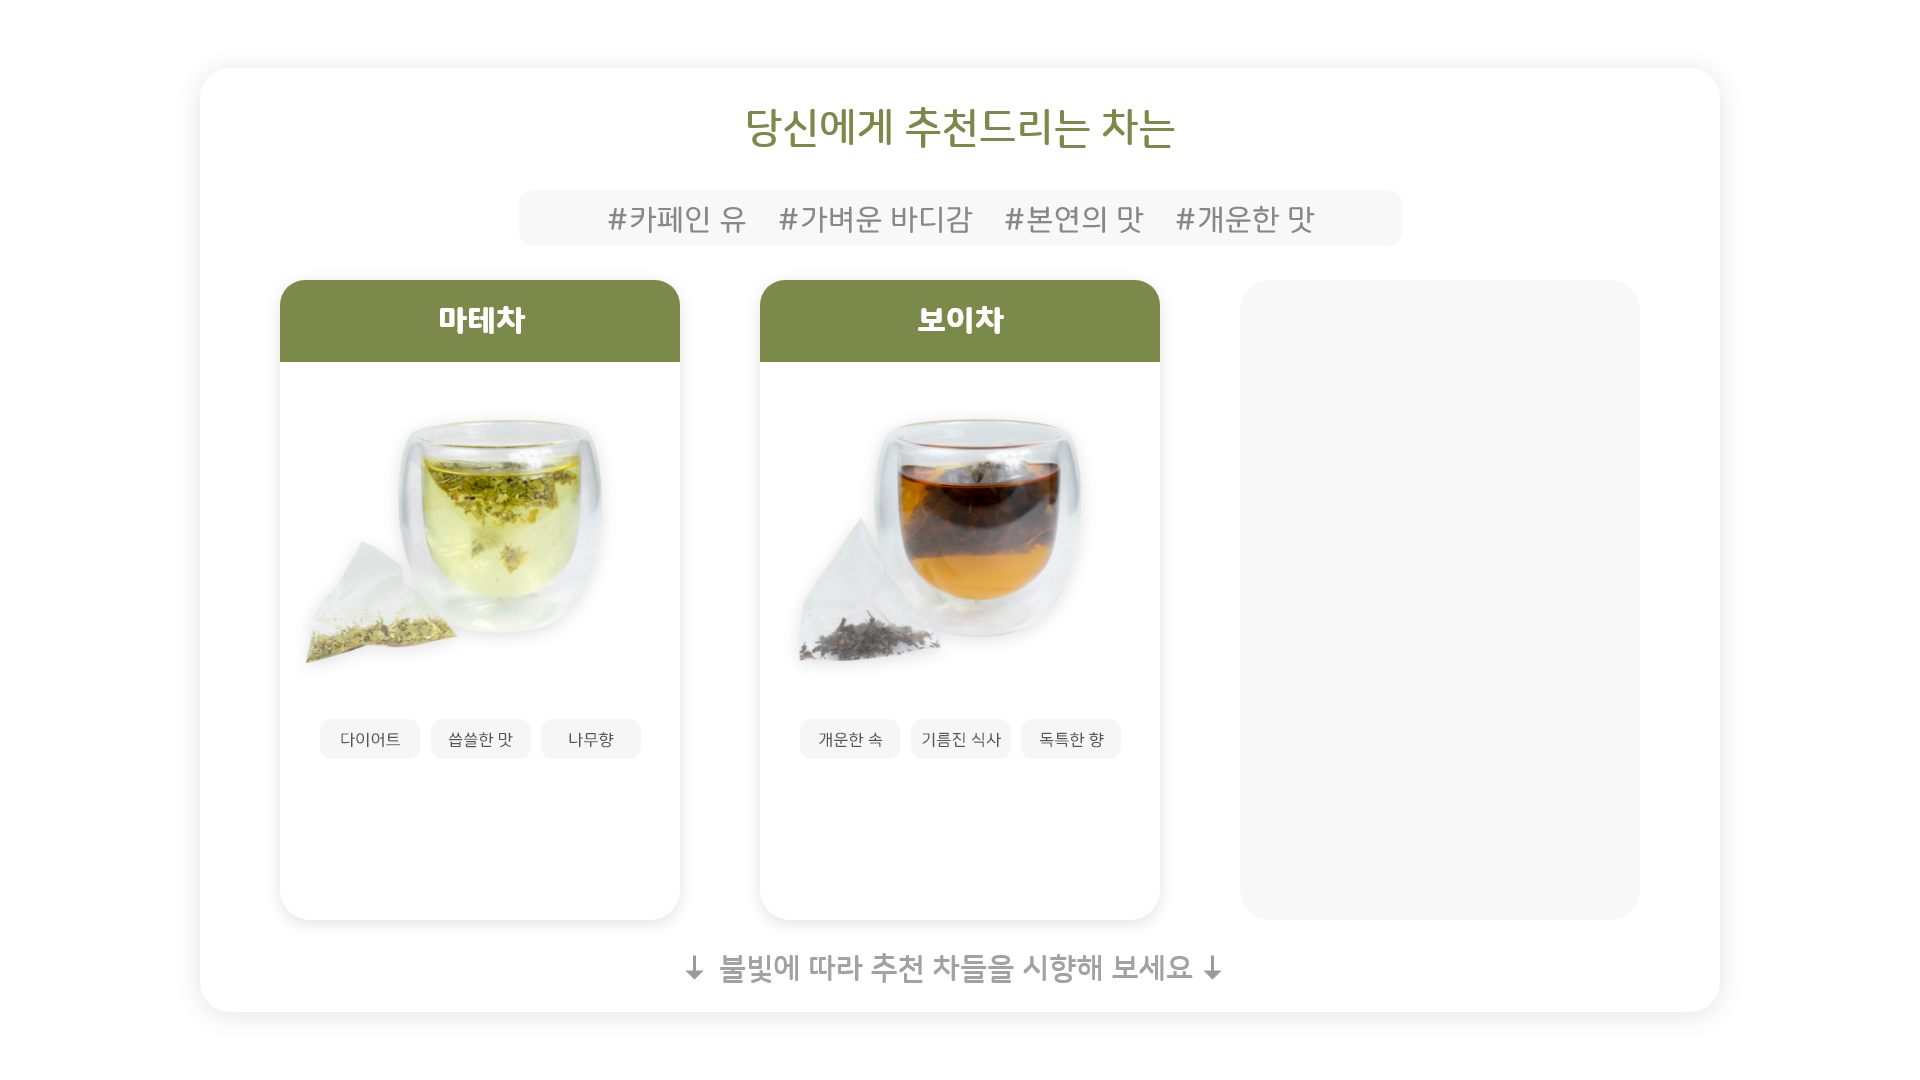 당신에게 추천드리는 차는
#카페인 유 #가벼운 바디감 #본연의 맛 #개운한 맛
마테차
보이차
다이어트
씁쓸한 맛
나무향
개운한 속
기름진 식사
독특한 향
↓ 불빛에 따라 추천 차들을 시향해 보세요 ↓